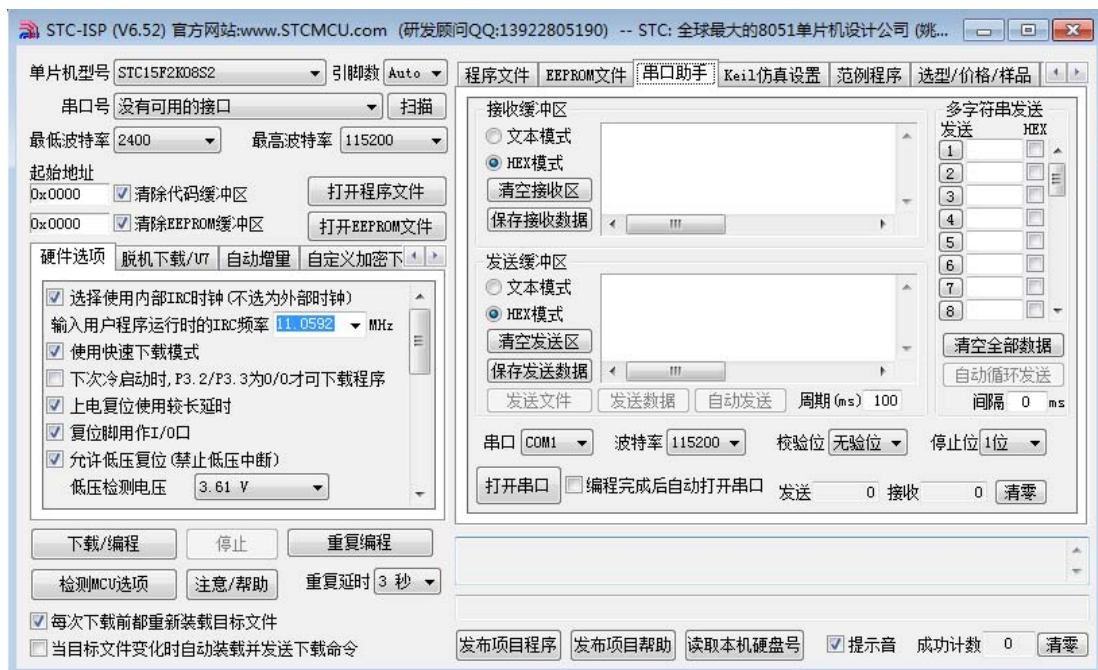 STC-ISP (V6.52) 官方网站:www.STCMCU.com (研发顾问QQ:13922805190) -- STC: 全球最大的8051单片机设计公司 (姚...
单片机型号 STC15F2K08S2 引脚数 Auto
串口号 没有可用的接口 扫描
最低波特率 2400 最高波特率 115200
起始地址
0x0000 清除代码缓冲区 打开程序文件
0x0000 清除EEPROM缓冲区 打开EEPROM文件
硬件选项 脱机下载/U7 自动增量 自定义加密下
选择使用内部IRC时钟(不选为外部时钟)
输入用户程序运行时的IRC频率 11.0592 MHz
使用快速下载模式
下次冷启动时,P3.2/P3.3为0/0才可下载程序
上电复位使用较长延时
复位脚用作I/O口
允许低压复位(禁止低压中断)
低压检测电压 3.61 V
下载/编程 停止 重复编程
检测MCU选项 注意/帮助 重复延时 3 秒
每次下载前都重新装载目标文件
当目标文件变化时自动装载并发送下载命令
程序文件 EEPROM文件 串口助手 Keil仿真设置 范例程序 选型/价格/样品
接收缓冲区
文本模式
HEX模式
清空接收区
保存接收数据
发送缓冲区
文本模式
HEX模式
清空发送区
保存发送数据
发送文件 发送数据 自动发送 周期(ms) 100
多字符串发送
发送 HEX
1
2
3
4
5
6
7
8
清空全部数据
自动循环发送
间隔 0 ms
串口 COM1 波特率 115200 校验位 无验位 停止位 1位
打开串口 编程完成后自动打开串口 发送 0 接收 0 清零
发布项目程序 发布项目帮助 读取本机硬盘号 提示音 成功计数 0 清零